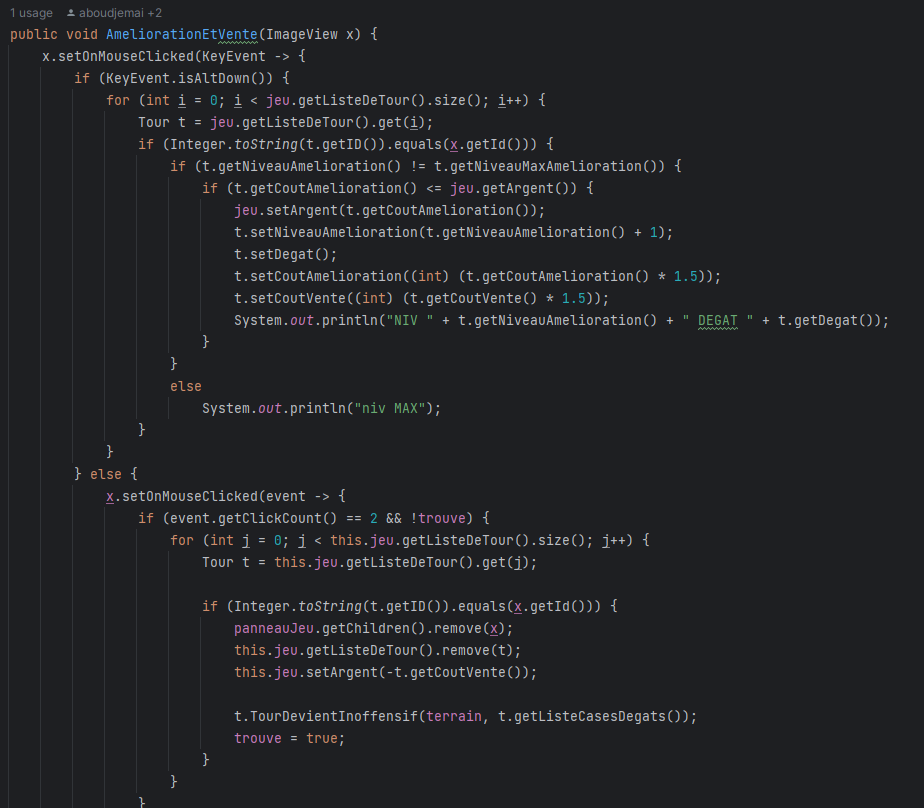 1 usage   aboudjemai +2
public void AmeliorationEtVente(ImageView x) {
    x.setOnMouseClicked(KeyEvent -> {
        if (KeyEvent.isAltDown()) {
            for (int i = 0; i < jeu.getListeDeTour().size(); i++) {
                Tour t = jeu.getListeDeTour().get(i);
                if (Integer.toString(t.getID()).equals(x.getId())) {
                    if (t.getNiveauAmelioration() != t.getNiveauMaxAmelioration()) {
                        if (t.getCoutAmelioration() <= jeu.getArgent()) {
                            jeu.setArgent(t.getCoutAmelioration());
                            t.setNiveauAmelioration(t.getNiveauAmelioration() + 1);
                            t.setDegat();
                            t.setCoutAmelioration((int) (t.getCoutAmelioration() * 1.5));
                            t.setCoutVente((int) (t.getCoutVente() * 1.5));
                            System.out.println("NIV " + t.getNiveauAmelioration() + " DEGAT " + t.getDegat());
                        }
                    }
                    else
                        System.out.println("niv MAX");
                }
            }
        } else {
            x.setOnMouseClicked(event -> {
                if (event.getClickCount() == 2 && !trouve) {
                    for (int j = 0; j < this.jeu.getListeDeTour().size(); j++) {
                        Tour t = this.jeu.getListeDeTour().get(j);

                        if (Integer.toString(t.getID()).equals(x.getId())) {
                            panneauJeu.getChildren().remove(x);
                            this.jeu.getListeDeTour().remove(t);
                            this.jeu.setArgent(-t.getCoutVente());

                            t.TourDevientInoffensif(terrain, t.getListeCasesDegats());
                            trouve = true;
                        }
                    }
                }